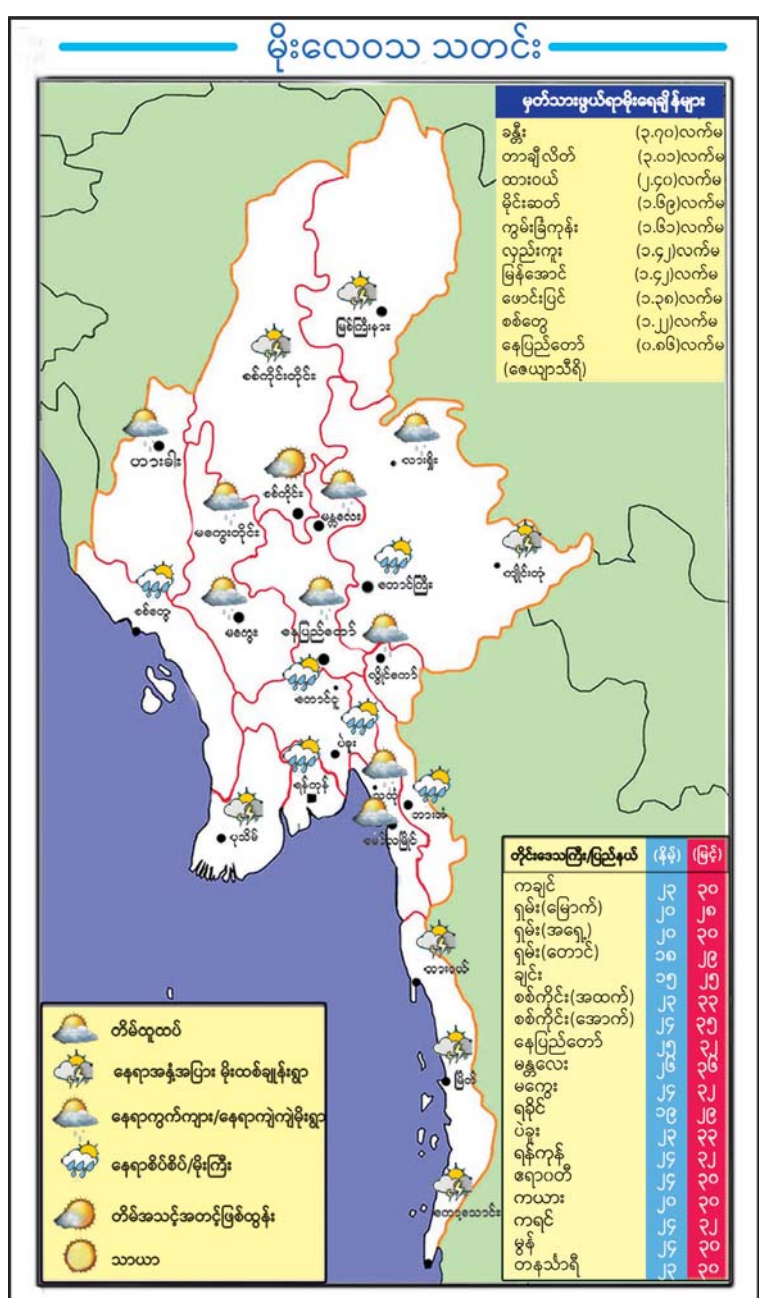 မိုးလေဝသ သတင်း
မှတ်သားဖွယ်ရာမိုးရေချိန်များ
ခန္တီး (၃.၇၀)လက်မ
တာချီလိတ် (၃.၀၁)လက်မ
ထားဝယ် (၂.၄၀)လက်မ
မိုင်းဆတ် (၁.၆၉)လက်မ
ကွမ်းခြံကုန်း (၁.၆၁)လက်မ
လှည်းကူး (၁.၄၂)လက်မ
မြန်အောင် (၁.၄၂)လက်မ
ဖောင်းပြင် (၁.၃၈)လက်မ
စစ်တွေ (၁.၂၂)လက်မ
နေပြည်တော် (၀.၈၆)လက်မ
(ဇေယျာသီရိ)
မြစ်ကြီးနား
စစ်ကိုင်းတိုင်း
ဟားခါး
လားရှိုး
စစ်ကိုင်း
မန္တလေး
မကွေးတိုင်း
ကျိုင်းတုံ
တောင်ကြီး
စစ်တွေ
မကွေး
နေပြည်တော်
လွိုင်ကော်
တောင်ငူ
ပဲခူး
ရန်ကုန်
သထုံ
ဘားအံ
ပုသိမ်
မော်လမြိုင်
ထားဝယ်
မြိတ်
ကော့သောင်း
တိုင်းဒေသကြီး/ပြည်နယ် (နိမ့်) (မြင့်)
ကချင် ၂၃ ၃၀
ရှမ်း(မြောက်) ၂၀ ၂၈
ရှမ်း(အရှေ့) ၂၀ ၃၀
ရှမ်း(တောင်) ၁၈ ၂၉
ချင်း ၁၅ ၂၅
စစ်ကိုင်း(အထက်) ၂၃ ၃၃
စစ်ကိုင်း(အောက်) ၂၄ ၃၅
နေပြည်တော် ၂၅ ၃၂
မန္တလေး ၂၆ ၃၆
မကွေး ၂၄ ၃၂
ရခိုင် ၁၉ ၂၉
ပဲခူး ၂၃ ၃၃
ရန်ကုန် ၂၄ ၃၂
ဧရာဝတီ ၂၄ ၃၀
ကယား ၂၀ ၃၀
ကရင် ၂၄ ၃၂
မွန် ၂၄ ၃၀
တနင်္သာရီ ၂၃ ၃၀
တိမ်ထူထပ်
နေရာအနှံ့အပြား မိုးထစ်ချုန်းရွာ
နေရာကွက်ကျား/နေရာကျဲကျဲမိုးရွာ
နေရာစိပ်စိပ်/မိုးကြီး
တိမ်အသင့်အတင့်ဖြစ်ထွန်း
သာယာ